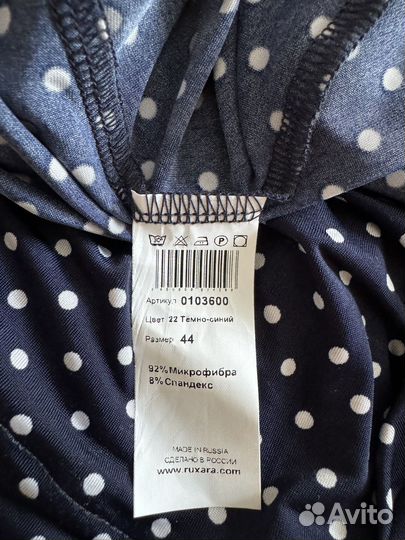 Артикул 0103600
Цвет 22 Темно-синий
Размер 44
92% Микрофибра
8% Спандекс
MADE IN RUSSIA
СДЕЛАНО В РОССИИ
www.ruxara.com
Avito